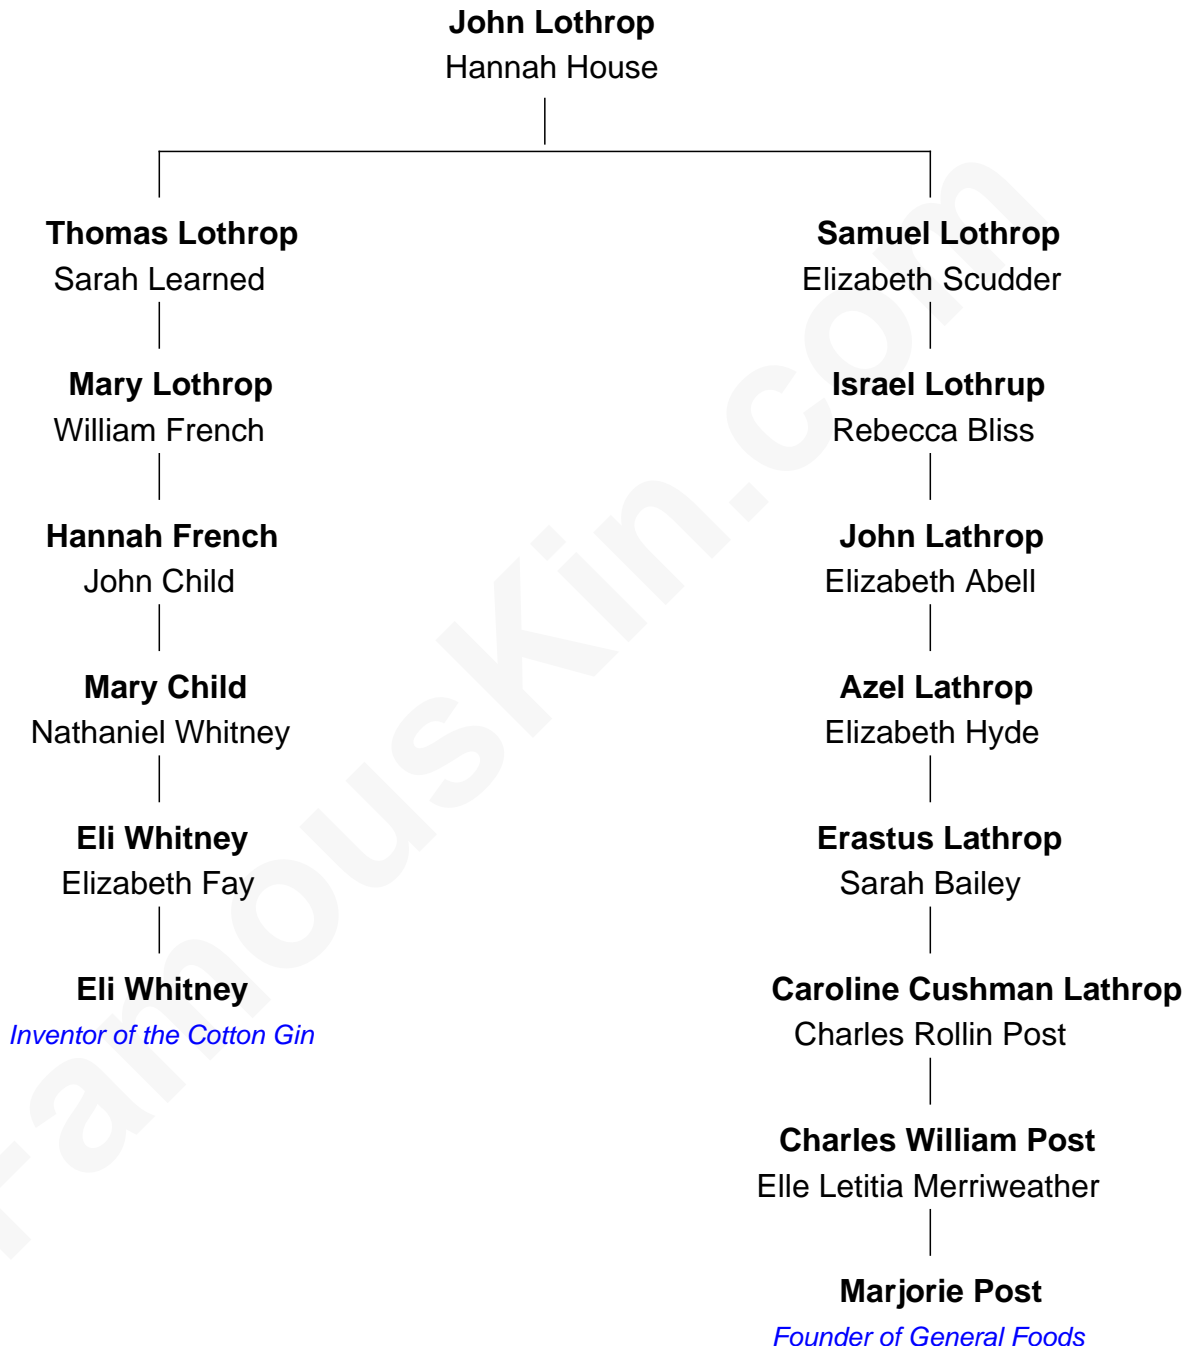 John Lothrop
Hannah House
Thomas Lothrop
Sarah Learned
Samuel Lothrop
Elizabeth Scudder
Mary Lothrop
William French
Israel Lothrup
Rebecca Bliss
Hannah French
John Child
John Lathrop
Elizabeth Abell
Mary Child
Nathaniel Whitney
Azel Lathrop
Elizabeth Hyde
Eli Whitney
Elizabeth Fay
Erastus Lathrop
Sarah Bailey
Eli Whitney
Inventor of the Cotton Gin
Caroline Cushman Lathrop
Charles Rollin Post
Charles William Post
Elle Letitia Merriweather
Marjorie Post
Founder of General Foods
FamousKin.com